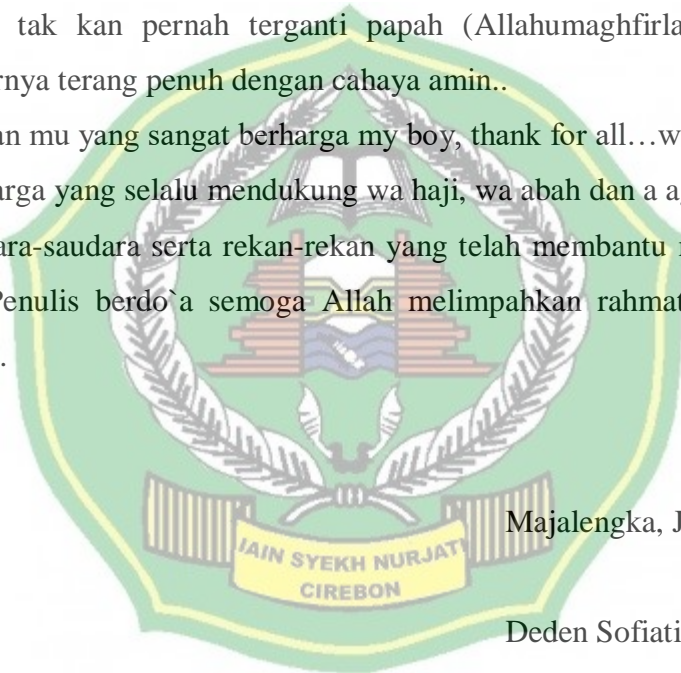 tak kan pernah terganti papah (Allahumaghfirla
rnya terang penuh dengan cahaya amin..
an mu yang sangat berharga my boy, thank for all…w
arga yang selalu mendukung wa haji, wa abah dan a a
ara-saudara serta rekan-rekan yang telah membantu
Penulis berdo`a semoga Allah melimpahkan rahmat
.
Majalengka, J
Deden Sofiati
IAIN SYEKH NURJATI
CIREBON